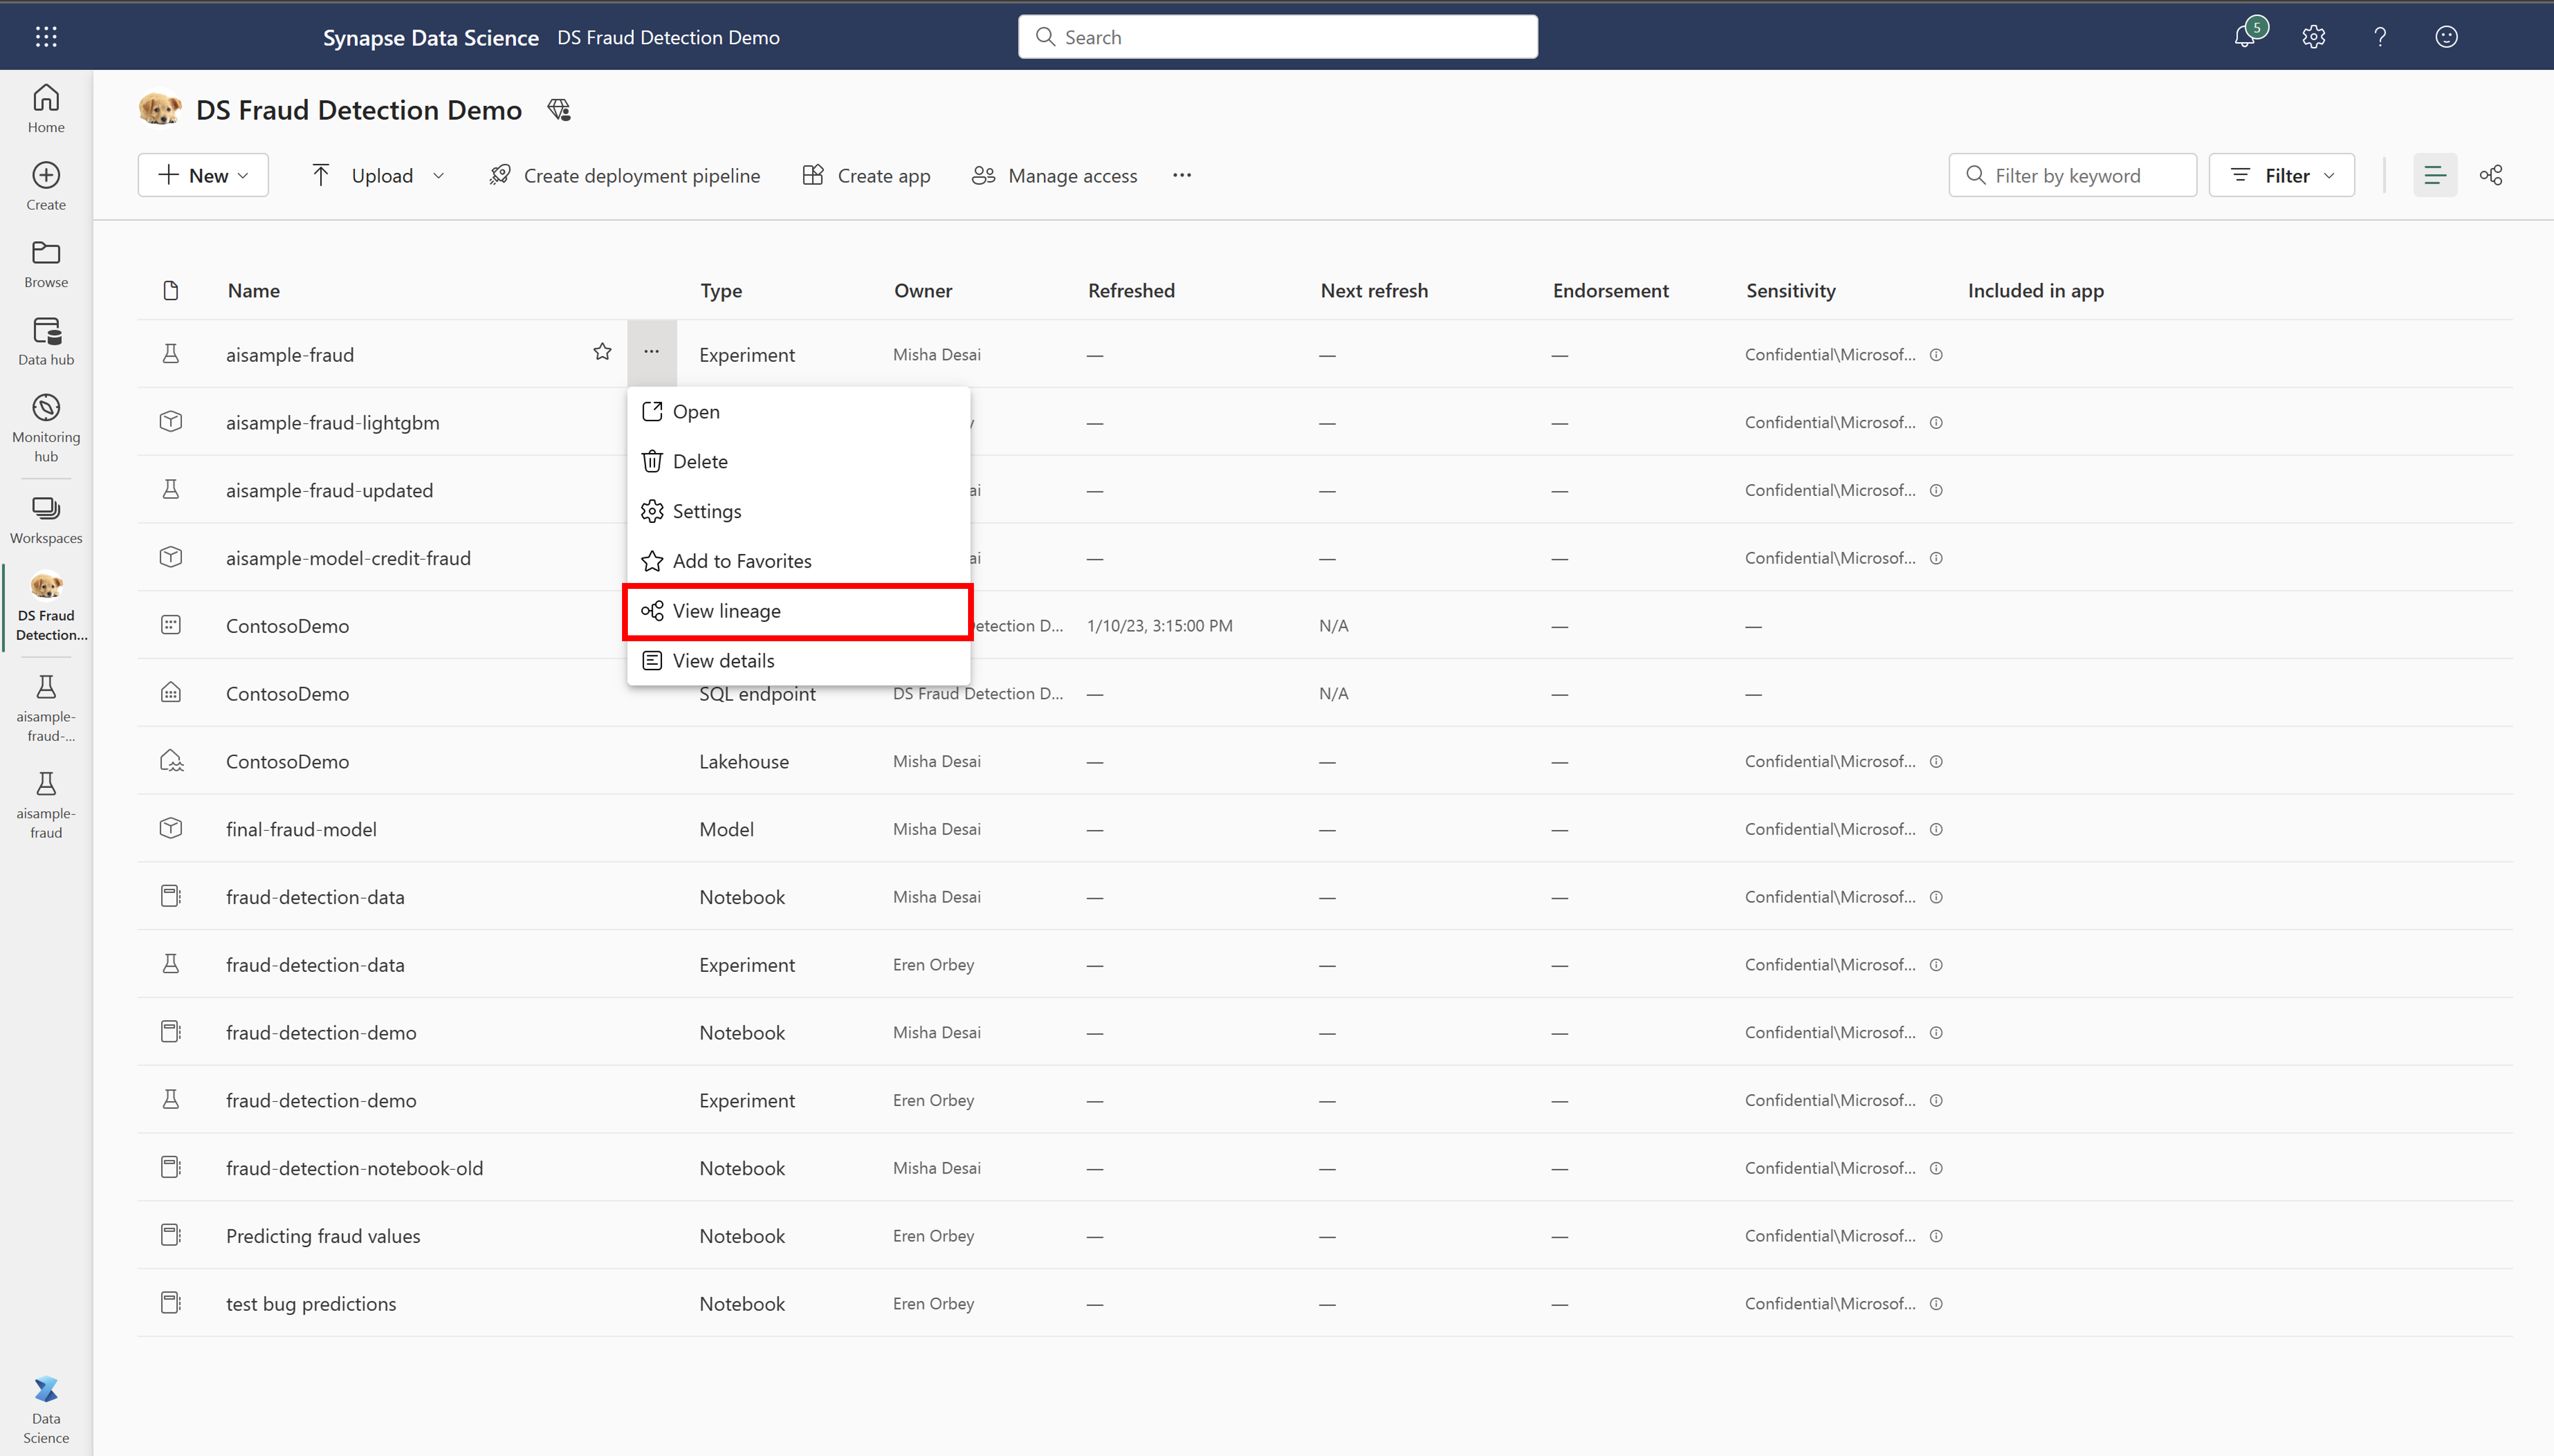 Synapse Data Science DS Fraud Detection Demo Search 5
Home
Create
Browse
Data hub
Monitoring
hub
Workspaces
DS Fraud
Detection...
aisample-
fraud-...
aisample-
fraud
Data
Science
DS Fraud Detection Demo
New Upload Create deployment pipeline Create app Manage access ... Filter by keyword Filter
Name Type Owner Refreshed Next refresh Endorsement Sensitivity Included in app
aisample-fraud ... Experiment Misha Desai — — — Confidential\Microsof...
aisample-fraud-lightgbm — — — Confidential\Microsof...
aisample-fraud-updated ai — — — Confidential\Microsof...
aisample-model-credit-fraud ai — — — Confidential\Microsof...
ContosoDemo etection D... 1/10/23, 3:15:00 PM N/A — —
ContosoDemo SQL endpoint DS Fraud Detection D... — N/A — —
ContosoDemo Lakehouse Misha Desai — — — Confidential\Microsof...
final-fraud-model Model Misha Desai — — — Confidential\Microsof...
fraud-detection-data Notebook Misha Desai — — — Confidential\Microsof...
fraud-detection-data Experiment Eren Orbey — — — Confidential\Microsof...
fraud-detection-demo Notebook Misha Desai — — — Confidential\Microsof...
fraud-detection-demo Experiment Eren Orbey — — — Confidential\Microsof...
fraud-detection-notebook-old Notebook Misha Desai — — — Confidential\Microsof...
Predicting fraud values Notebook Eren Orbey — — — Confidential\Microsof...
test bug predictions Notebook Eren Orbey — — — Confidential\Microsof...
Open
Delete
Settings
Add to Favorites
View lineage
View details